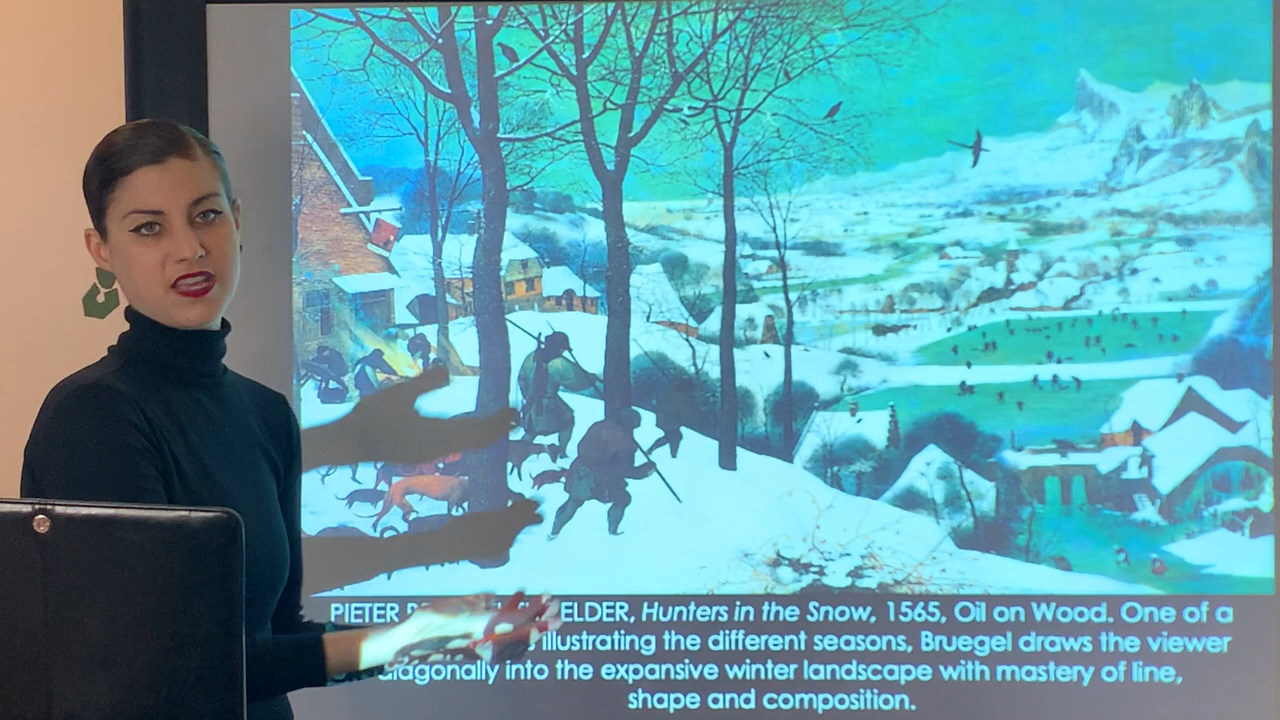 PIETER ELDER, Hunters in the Snow, 1565, Oil on Wood. One of a
illustrating the different seasons, Bruegel draws the viewer
diagonally into the expansive winter landscape with mastery of line,
shape and composition.